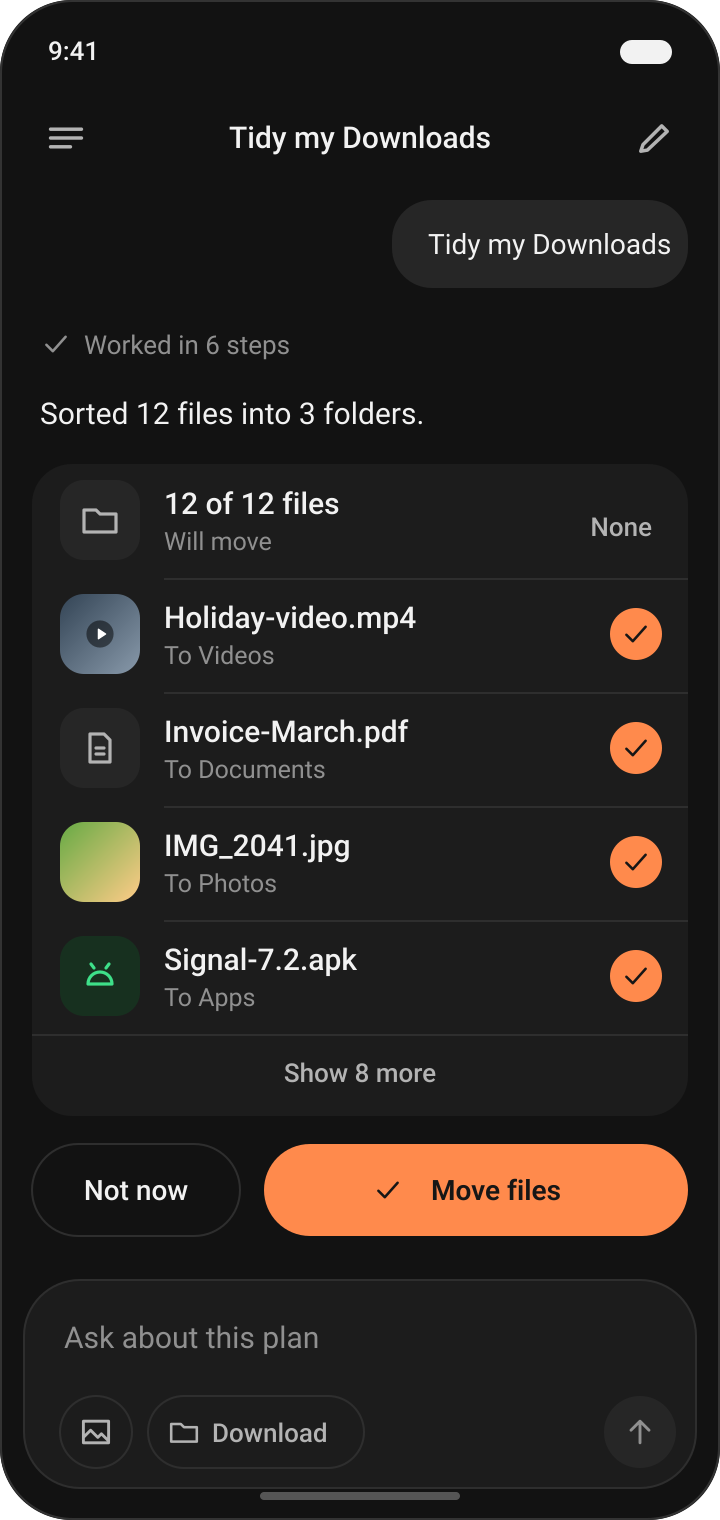 9:41
Tidy my Downloads
Tidy my Downloads
Worked in 6 steps
Sorted 12 files into 3 folders.
12 of 12 files
Will move
None
Holiday-video.mp4
To Videos
Invoice-March.pdf
To Documents
IMG_2041.jpg
To Photos
Signal-7.2.apk
To Apps
Show 8 more
Not now
Move files
Ask about this plan
Download